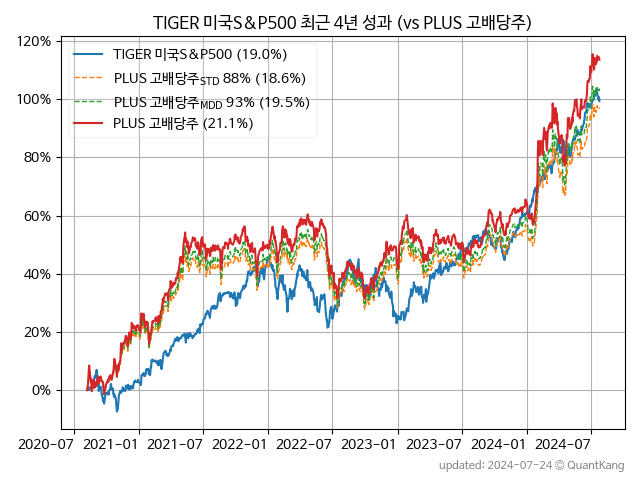 TIGER 미국S&P500 최근 4년 성과 (vs PLUS 고배당주)
TIGER 미국S&P500 (19.0%)
PLUS 고배당주STD 88% (18.6%)
PLUS 고배당주MDD 93% (19.5%)
PLUS 고배당주 (21.1%)
120%
100%
80%
60%
40%
20%
0%
2020-07 2021-01 2021-07 2022-01 2022-07 2023-01 2023-07 2024-01 2024-07
updated: 2024-07-24 @ QuantKang